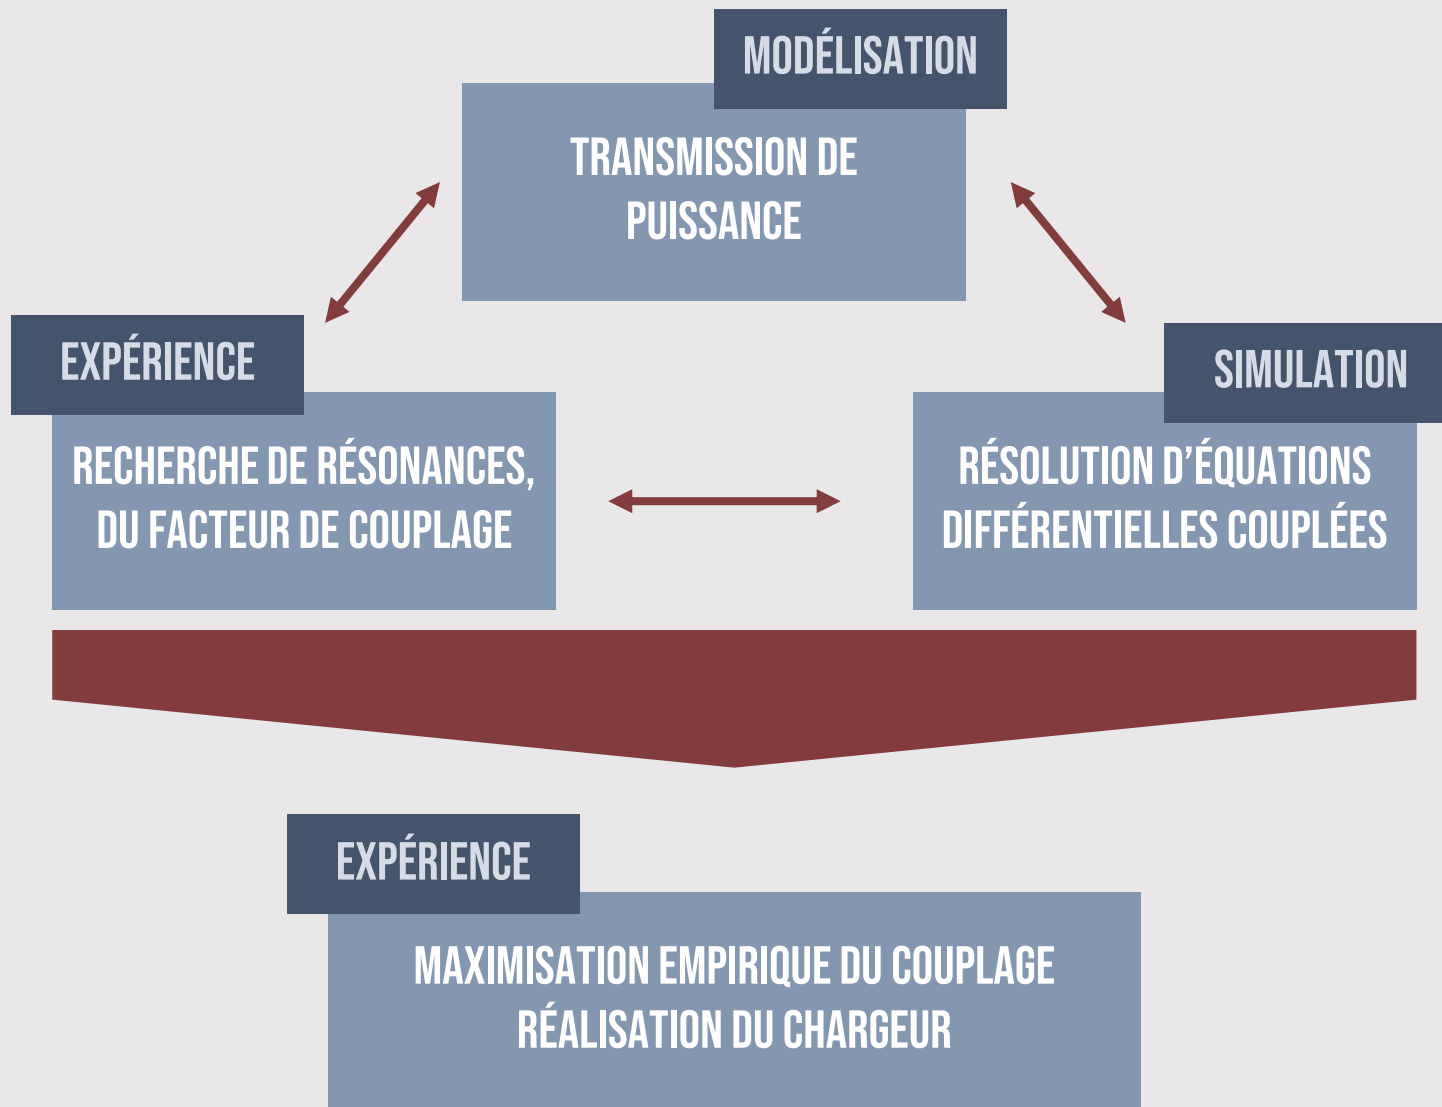 MODÉLISATION
TRANSMISSION DE
PUISSANCE
EXPÉRIENCE
RECHERCHE DE RÉSONANCES,
DU FACTEUR DE COUPLAGE
SIMULATION
RÉSOLUTION D’ÉQUATIONS
DIFFÉRENTIELLES COUPLÉES
EXPÉRIENCE
MAXIMISATION EMPIRIQUE DU COUPLAGE
RÉALISATION DU CHARGEUR